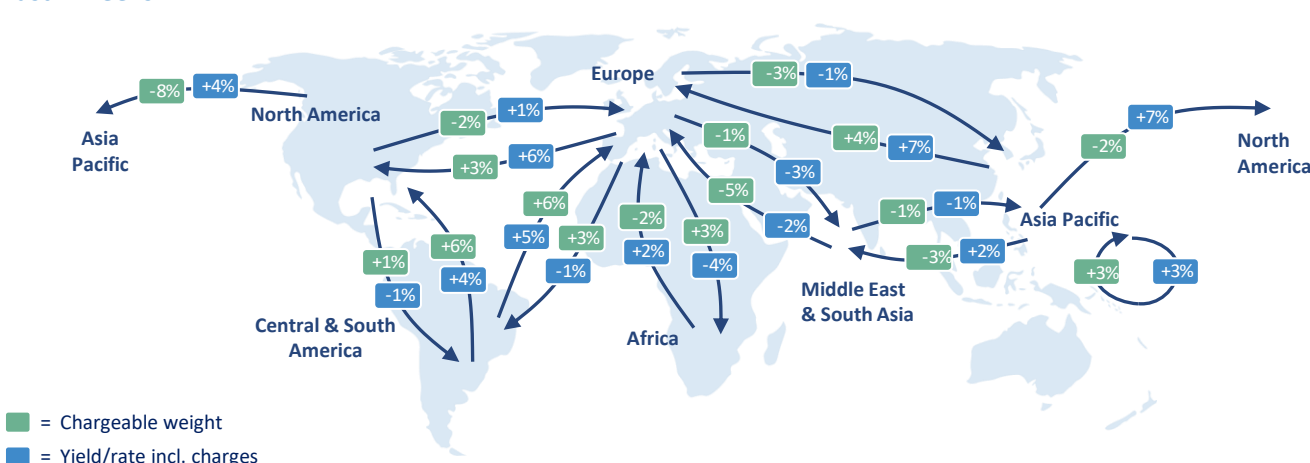 Europe
-3%
-1%
-8%
+4%
North America
Asia
Pacific
-2%
+1%
+3%
+6%
-1%
-3%
+4%
+7%
-2%
+7%
North
America
-5%
-2%
-1%
-1%
Asia Pacific
-3%
+2%
+3%
+3%
+6%
+5%
+3%
-1%
-2%
+2%
+3%
-4%
+6%
+4%
+1%
-1%
Middle East
& South Asia
Central & South
America
Africa
= Chargeable weight
= Yield/rate incl. charges